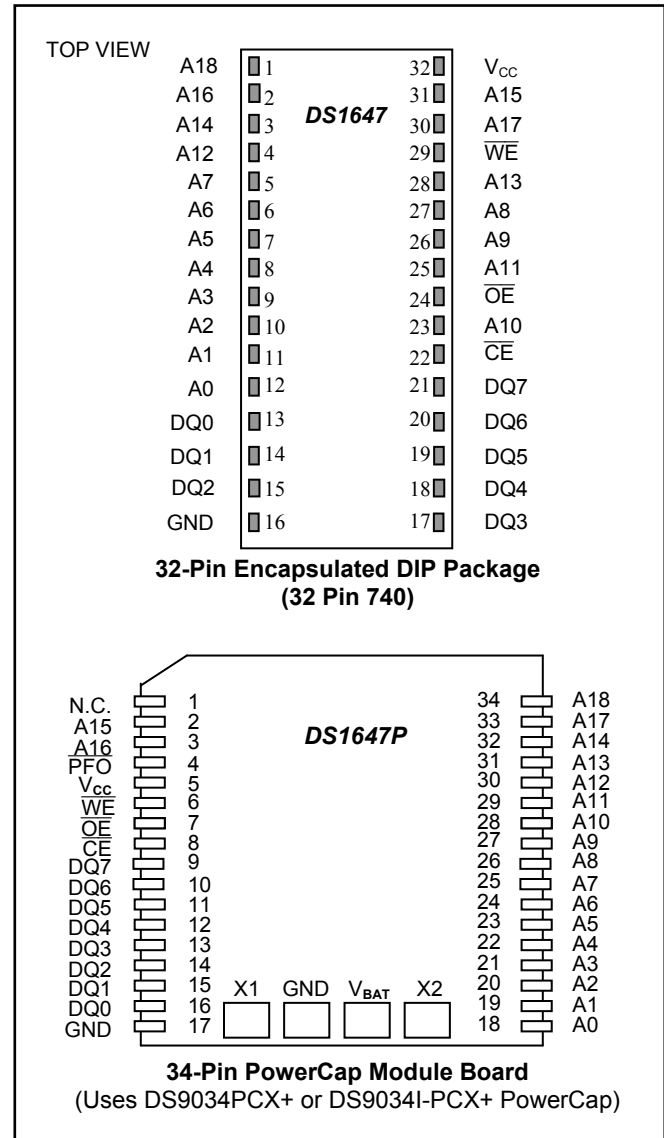 TOP VIEW
DS1647
A18 1 32 VCC
A16 2 31 A15
A14 3 30 A17
A12 4 29 WE
A7 5 28 A13
A6 6 27 A8
A5 7 26 A9
A4 8 25 A11
A3 9 24 OE
A2 10 23 A10
A1 11 22 CE
A0 12 21 DQ7
DQ0 13 20 DQ6
DQ1 14 19 DQ5
DQ2 15 18 DQ4
GND 16 17 DQ3
32-Pin Encapsulated DIP Package
(32 Pin 740)
DS1647P
N.C. 1 34 A18
A15 2 33 A17
A16 3 32 A14
PFO 4 31 A13
VCC 5 30 A12
WE 6 29 A11
OE 7 28 A10
CE 8 27 A9
DQ7 9 26 A8
DQ6 10 25 A7
DQ5 11 24 A6
DQ4 12 23 A5
DQ3 13 22 A4
DQ2 14 21 A3
DQ1 15 20 A2
DQ0 16 19 A1
GND 17 18 A0
X1 GND VBAT X2
34-Pin PowerCap Module Board
(Uses DS9034PCX+ or DS9034I-PCX+ PowerCap)